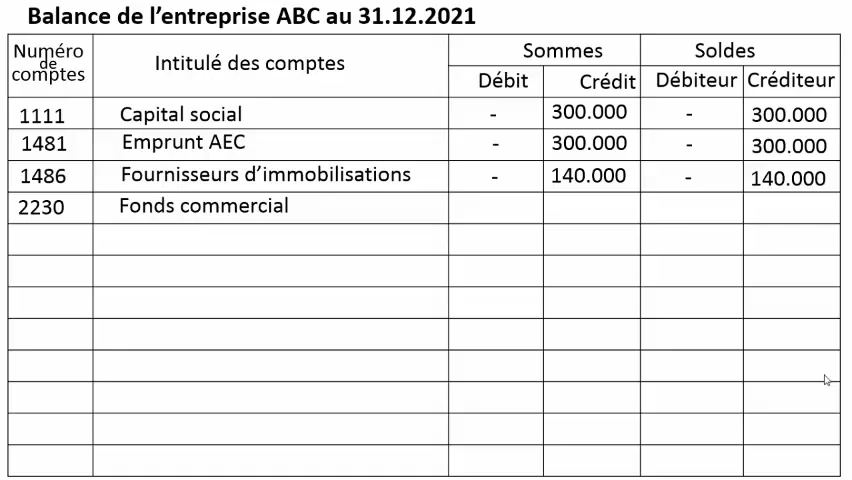 Balance de l’entreprise ABC au 31.12.2021
Numéro de comptes Intitulé des comptes Sommes Soldes
Débit Crédit Débiteur Créditeur
1111 Capital social - 300.000 - 300.000
1481 Emprunt AEC - 300.000 - 300.000
1486 Fournisseurs d’immobilisations - 140.000 - 140.000
2230 Fonds commercial